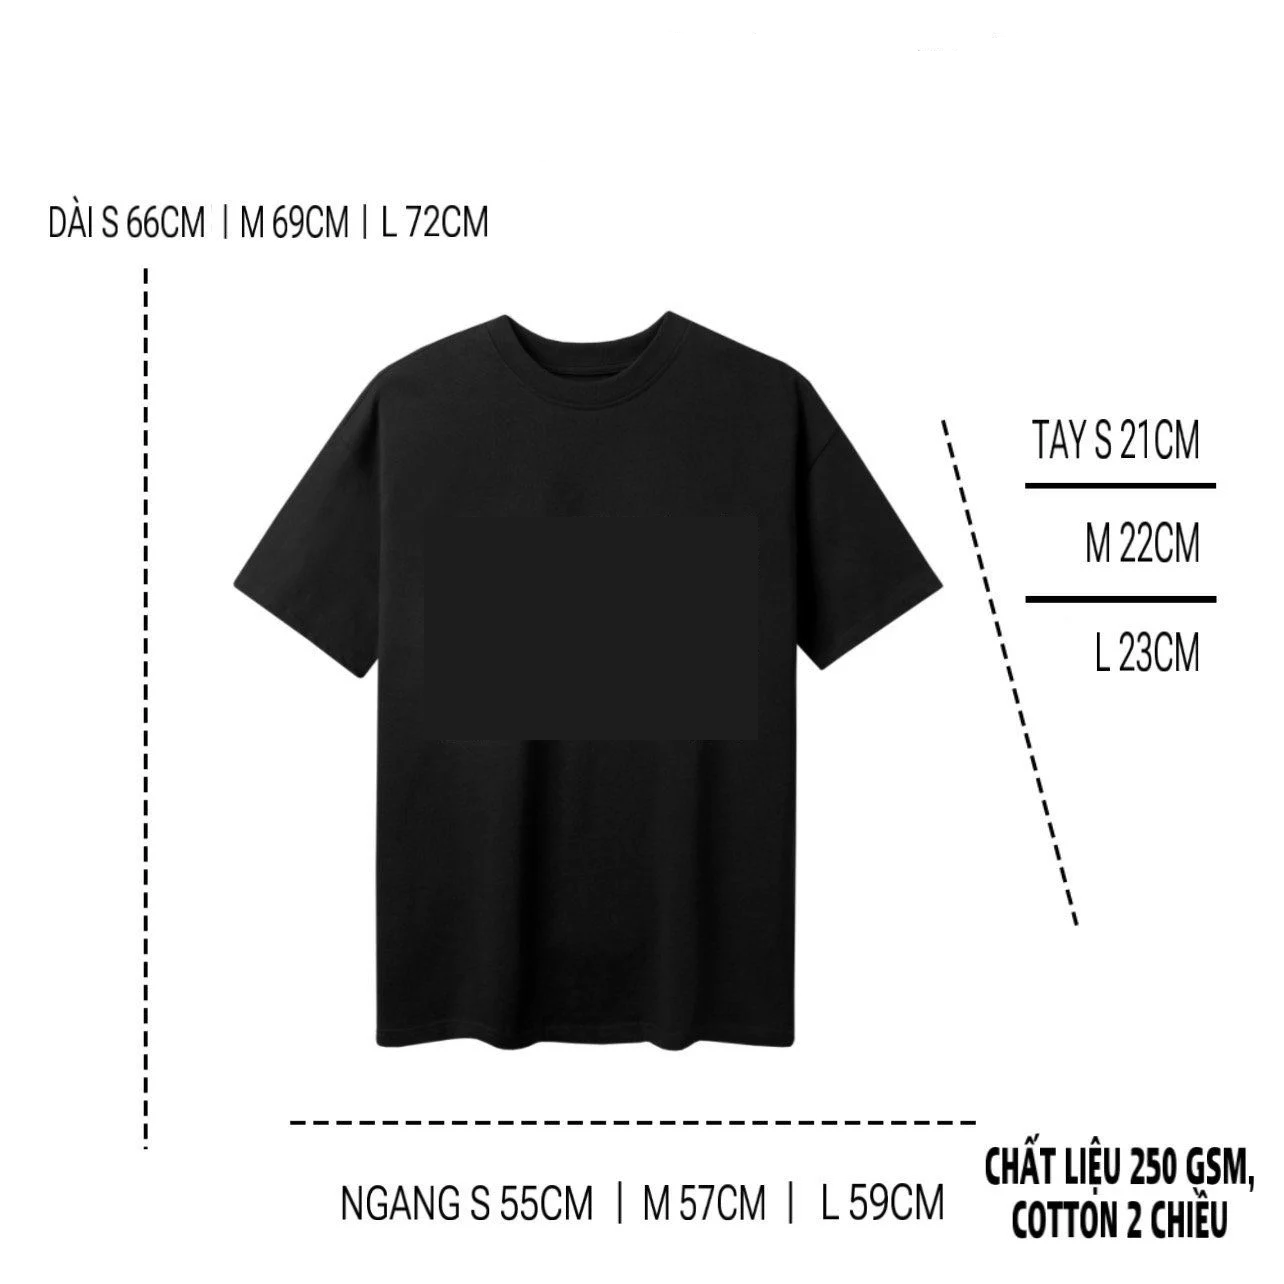 DÀI S 66CM | M 69CM | L 72CM
TAY S 21CM
M 22CM
L 23CM
NGANG S 55CM | M 57CM | L 59CM
CHẤT LIỆU 250 GSM,
COTTON 2 CHIỀU